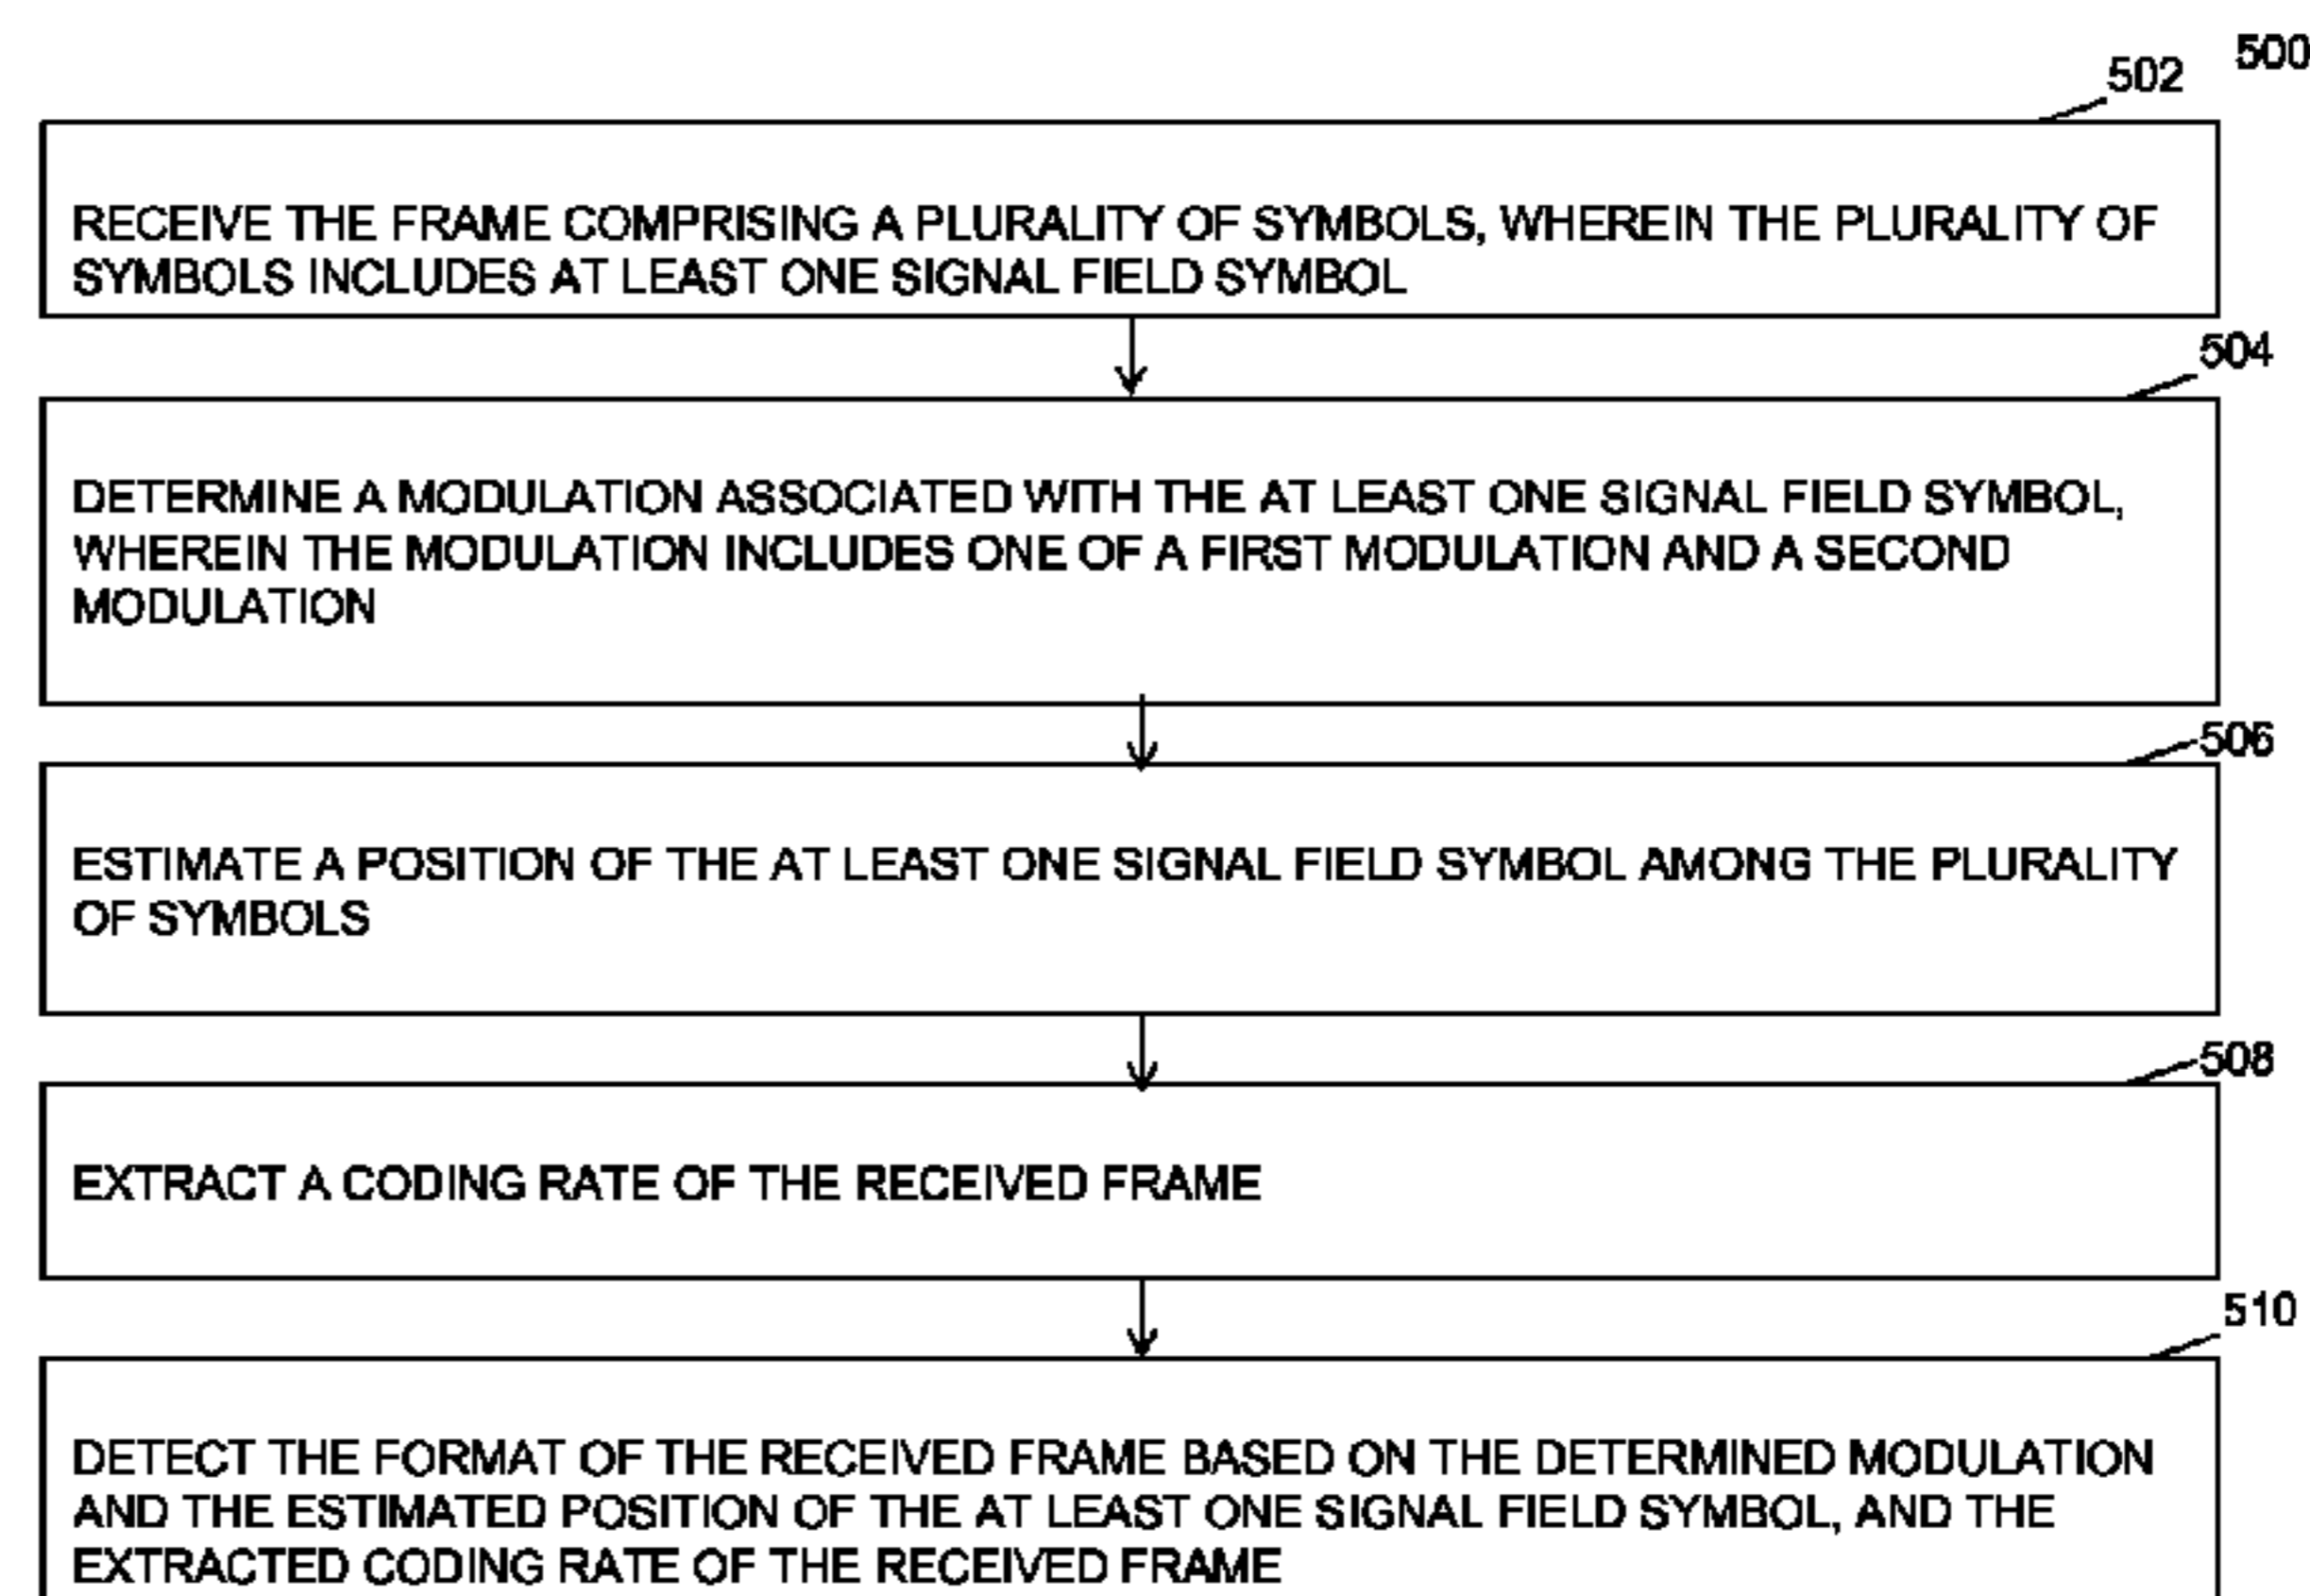 500
502
RECEIVE THE FRAME COMPRISING A PLURALITY OF SYMBOLS, WHEREIN THE PLURALITY OF
SYMBOLS INCLUDES AT LEAST ONE SIGNAL FIELD SYMBOL
504
DETERMINE A MODULATION ASSOCIATED WITH THE AT LEAST ONE SIGNAL FIELD SYMBOL,
WHEREIN THE MODULATION INCLUDES ONE OF A FIRST MODULATION AND A SECOND
MODULATION
506
ESTIMATE A POSITION OF THE AT LEAST ONE SIGNAL FIELD SYMBOL AMONG THE PLURALITY
OF SYMBOLS
508
EXTRACT A CODING RATE OF THE RECEIVED FRAME
510
DETECT THE FORMAT OF THE RECEIVED FRAME BASED ON THE DETERMINED MODULATION
AND THE ESTIMATED POSITION OF THE AT LEAST ONE SIGNAL FIELD SYMBOL, AND THE
EXTRACTED CODING RATE OF THE RECEIVED FRAME